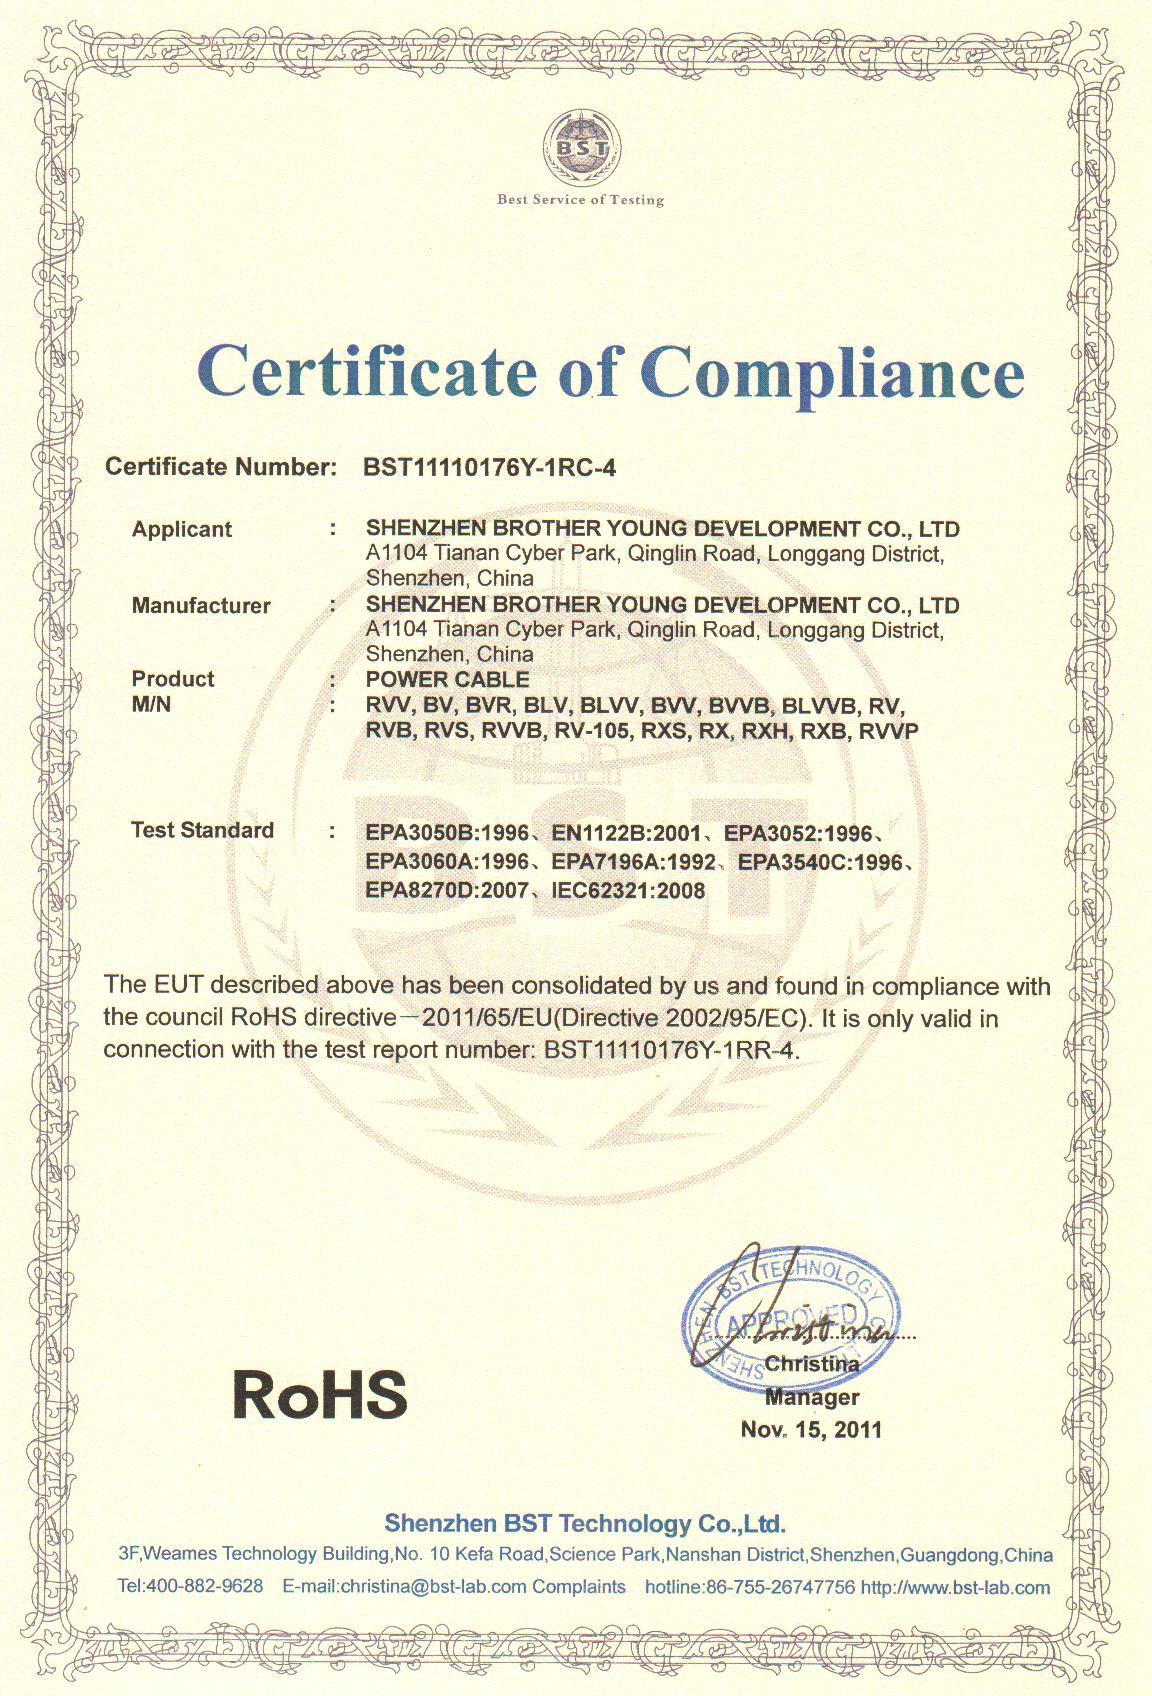 BST
Best Service of Testing
Certificate of Compliance
Certificate Number: BST11110176Y-1RC-4
Applicant : SHENZHEN BROTHER YOUNG DEVELOPMENT CO., LTD
A1104 Tianan Cyber Park, Qinglin Road, Longgang District,
Shenzhen, China
Manufacturer : SHENZHEN BROTHER YOUNG DEVELOPMENT CO., LTD
A1104 Tianan Cyber Park, Qinglin Road, Longgang District,
Shenzhen, China
Product : POWER CABLE
M/N : RVV, BV, BVR, BLV, BLVV, BVV, BVVB, BLVVB, RV,
RVB, RVS, RVVB, RV-105, RXS, RX, RXH, RXB, RVVP
Test Standard : EPA3050B:1996、EN1122B:2001、EPA3052:1996、
EPA3060A:1996、EPA7196A:1992、EPA3540C:1996、
EPA8270D:2007、IEC62321:2008
BST
The EUT described above has been consolidated by us and found in compliance with
the council RoHS directive—2011/65/EU(Directive 2002/95/EC). It is only valid in
connection with the test report number: BST11110176Y-1RR-4.
SHENZHEN BST TECHNOLOGY CO., LTD
APPROVED
Christina
Christina
Manager
Nov. 15, 2011
RoHS
Shenzhen BST Technology Co.,Ltd.
3F,Weames Technology Building,No. 10 Kefa Road,Science Park,Nanshan District,Shenzhen,Guangdong,China
Tel:400-882-9628 E-mail:christina@bst-lab.com Complaints hotline:86-755-26747756 http://www.bst-lab.com